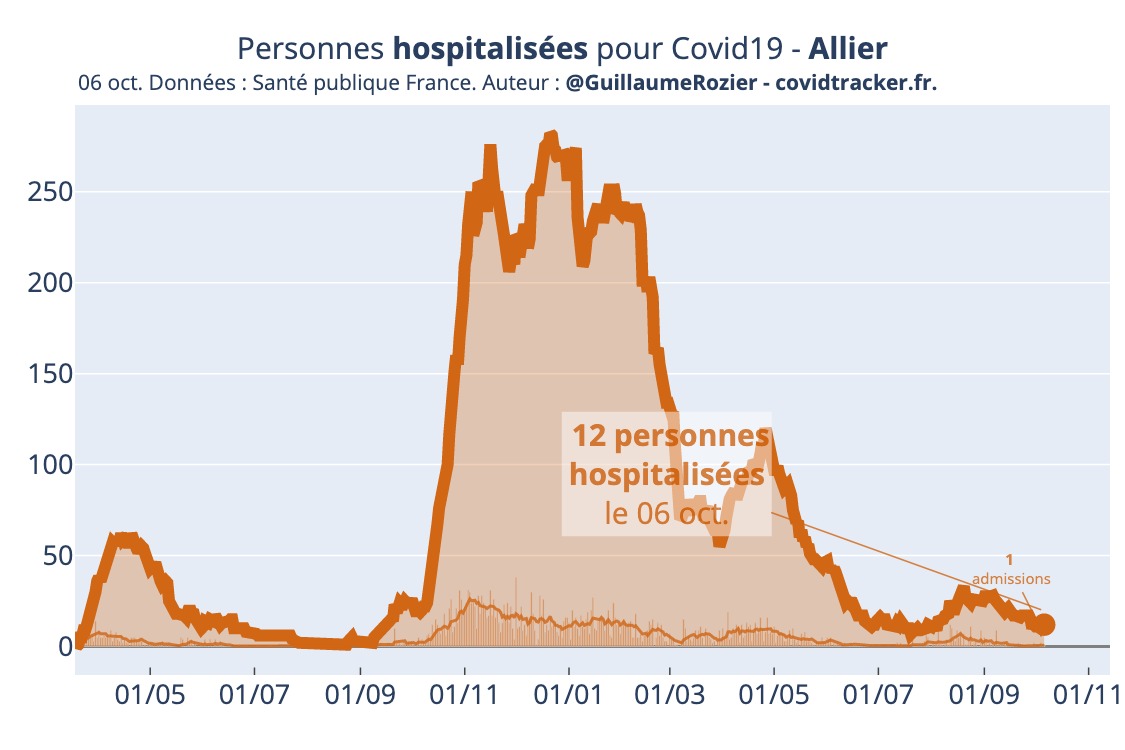 Personnes hospitalisées pour Covid19 - Allier
06 oct. Données : Santé publique France. Auteur : @GuillaumeRozier - covidtracker.fr.
250
200
150
100
50
0
12 personnes
hospitalisées
le 06 oct.
1
admissions
01/05 01/07 01/09 01/11 01/01 01/03 01/05 01/07 01/09 01/11